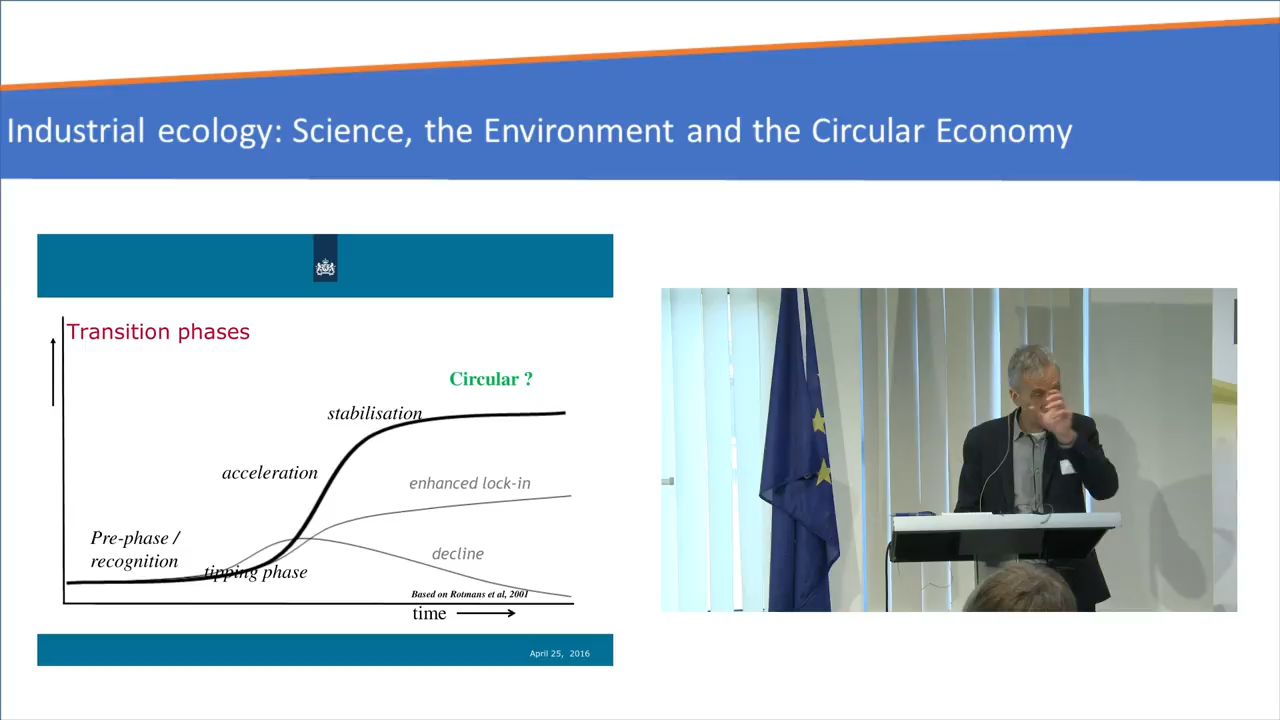 Industrial ecology: Science, the Environment and the Circular Economy
Transition phases
Circular ?
stabilisation
acceleration
enhanced lock-in
Pre-phase /
recognition
decline
tipping phase
Based on Rotmans et al, 2001
time
April 25, 2016